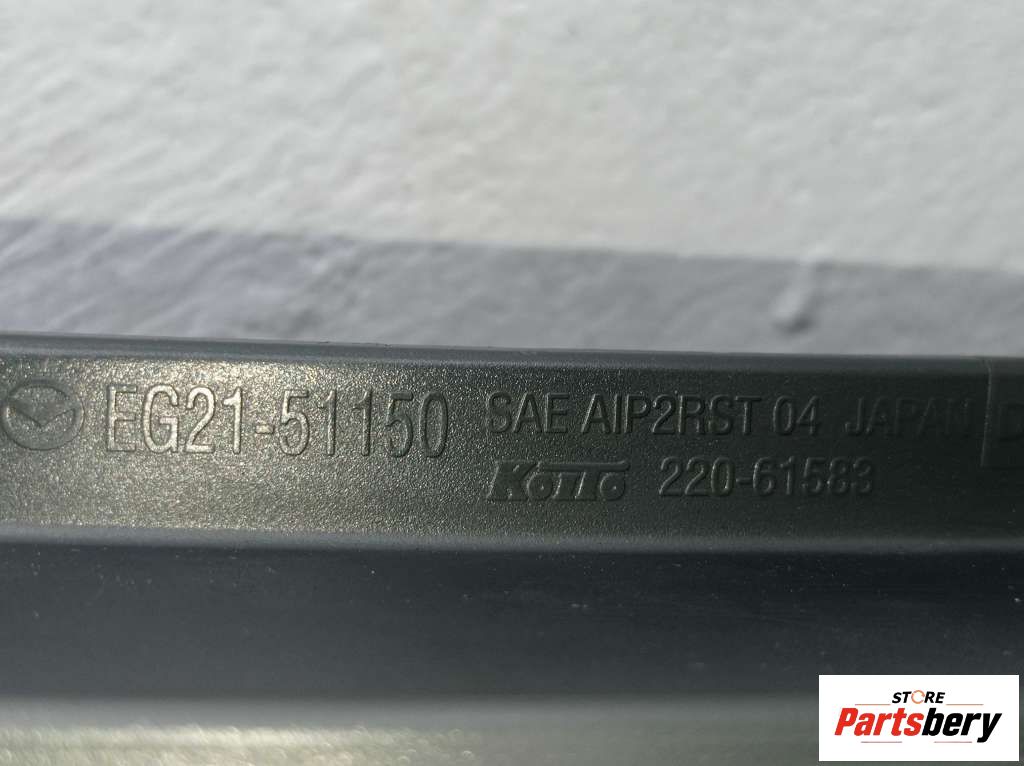 EG21-51150 SAE AIP2RST 04 JAPAN
KOITO 220-61583
STORE
Partsbery